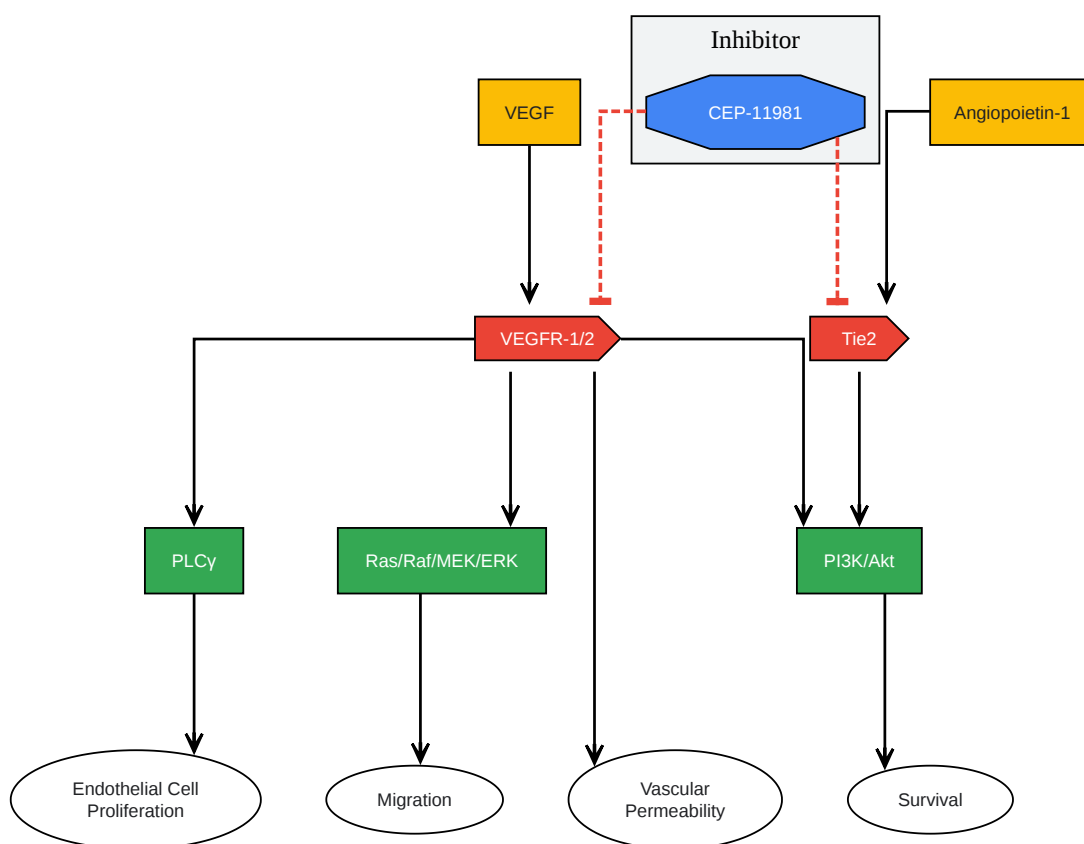 Inhibitor
VEGF
CEP-11981
Angiopoietin-1
VEGFR-1/2
Tie2
PLCγ
Ras/Raf/MEK/ERK
PI3K/Akt
Endothelial Cell
Proliferation
Migration
Vascular
Permeability
Survival